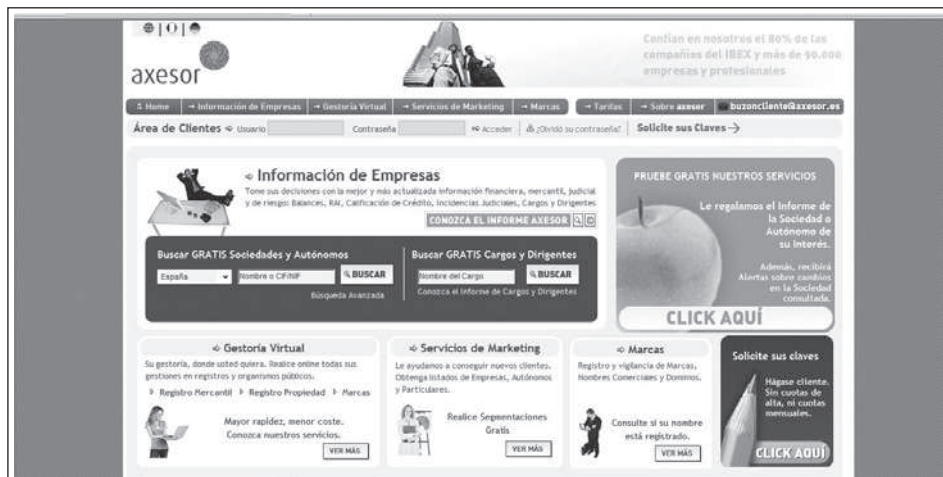 Confían en nosotros el 80% de las
compañías del IBEX y más de 90.000
empresas y profesionales
axesor
Home → Información de Empresas → Gestoría Virtual → Servicios de Marketing → Marcas → Tarifas → Sobre axesor buzoncliente@axesor.es
Área de Clientes Usuario Contraseña Acceder ¿Olvidó su contraseña? Solicite sus Claves
Información de Empresas
Tome sus decisiones con la mejor y más actualizada información financiera, mercantil, judicial
y de riesgo: Balances, RAI, Calificación de Crédito, Incidencias Judiciales, Cargos y Dirigentes
CONOZCA EL INFORME AXESOR
Buscar GRATIS Sociedades y Autónomos
España Nombre o CIF/NIF BUSCAR
Búsqueda Avanzada
Buscar GRATIS Cargos y Dirigentes
Nombre del Cargo BUSCAR
Conozca el Informe de Cargos y Dirigentes
PRUEBE GRATIS NUESTROS SERVICIOS
Le regalamos el Informe de
la Sociedad o
Autónomo de
su Interés.
Además, recibirá
Alertas sobre cambios
en la Sociedad
consultada.
CLICK AQUÍ
Gestoría Virtual
Su gestoría, donde usted quiera. Realice online todas sus
gestiones en registros y organismos públicos.
Registro Mercantil Registro Propiedad Marcas
Mayor rapidez, menor coste.
Conozca nuestros servicios.
VER MÁS
Servicios de Marketing
Le ayudamos a conseguir nuevos clientes.
Obtenga listados de Empresas, Autónomos
y Particulares.
Realice Segmentaciones
Gratis
VER MÁS
Marcas
Registro y vigilancia de Marcas,
Nombres Comerciales y Dominios.
Consulte si su nombre
está registrado.
VER MÁS
Solicite sus claves
Hágase cliente.
Sin cuotas de
alta, ni cuotas
mensuales.
CLICK AQUÍ